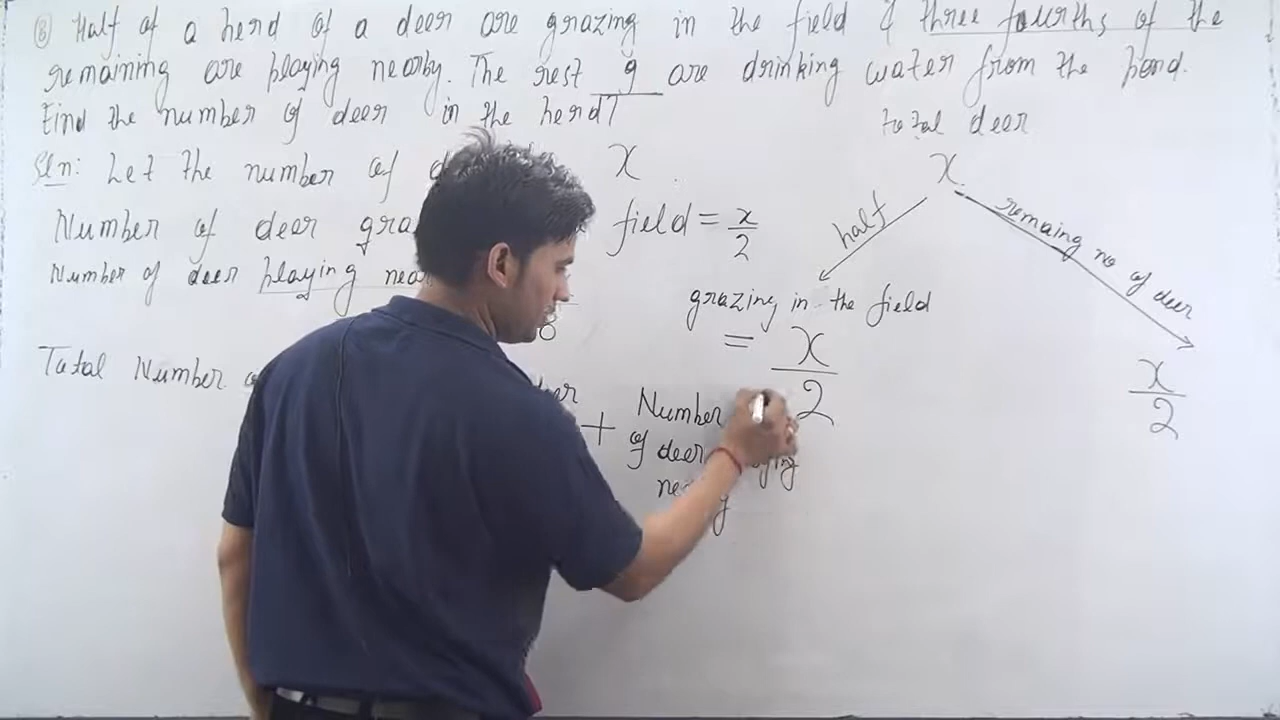 8 Half of a herd of a deer are grazing in the field & three fourths of the
remaining are playing nearby. The rest 9 are drinking water from the pond.
Find the number of deer in the herd?
total deer
Sln: Let the number of x
x
Number of deer field = x/2
half
remaing no of deer
Number of deer playing 8
grazing in the field
= x/2
x/2
Total Number
+ Number
of deer